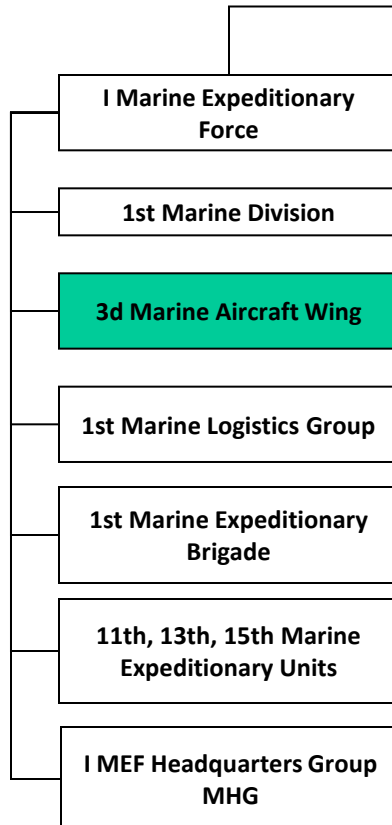 I Marine Expeditionary
Force
1st Marine Division
3d Marine Aircraft Wing
1st Marine Logistics Group
1st Marine Expeditionary
Brigade
11th, 13th, 15th Marine
Expeditionary Units
I MEF Headquarters Group
MHG